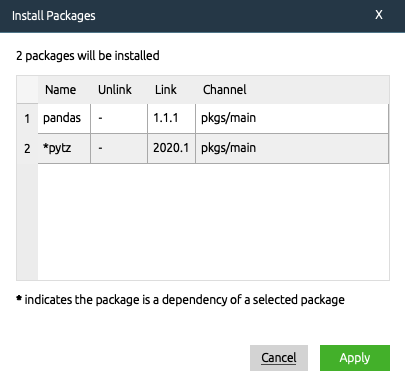 Install Packages X
2 packages will be installed
Name Unlink Link Channel
1 pandas - 1.1.1 pkgs/main
2 *pytz - 2020.1 pkgs/main
* indicates the package is a dependency of a selected package
Cancel Apply